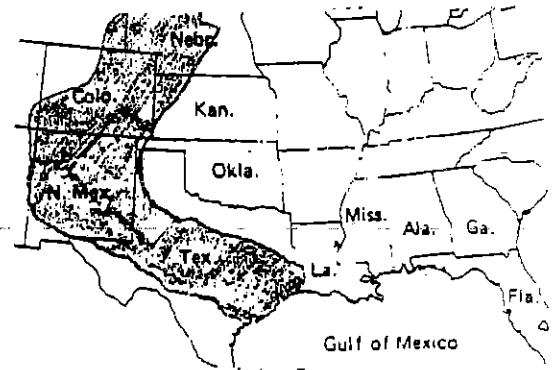 Nebr.
Colo.
Kan.
Okla.
N. Mex.
Miss.
Ala.
Ga.
Tex.
La.
Fla.
Gulf of Mexico